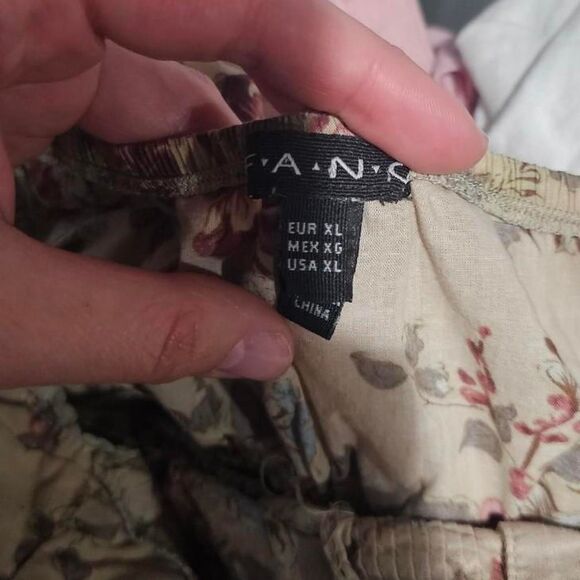 F·A·N·G
EUR XL
MEX XG
USA XL
CHINA